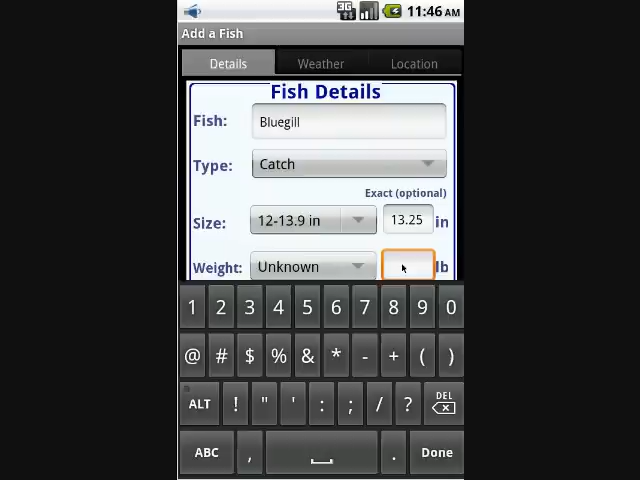 3G 11:46 AM
Add a Fish
Details Weather Location
Fish Details
Fish: Bluegill
Type: Catch
Exact (optional)
Size: 12-13.9 in 13.25 in
Weight: Unknown lb
1 2 3 4 5 6 7 8 9 0
@ # $ % & * - + ( )
ALT ! " ' : ; / ? DEL
ABC , . Done